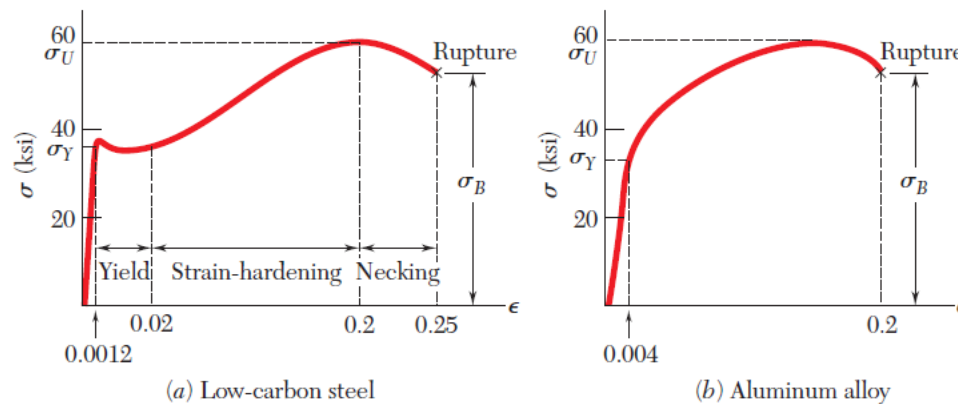 60
σU
Rupture
40
σY
σ (ksi)
σB
20
Yield Strain-hardening Necking
ϵ
0.02 0.2 0.25
0.0012
(a) Low-carbon steel
60
σU
Rupture
40
σY
σ (ksi)
σB
20
0.2
0.004
(b) Aluminum alloy